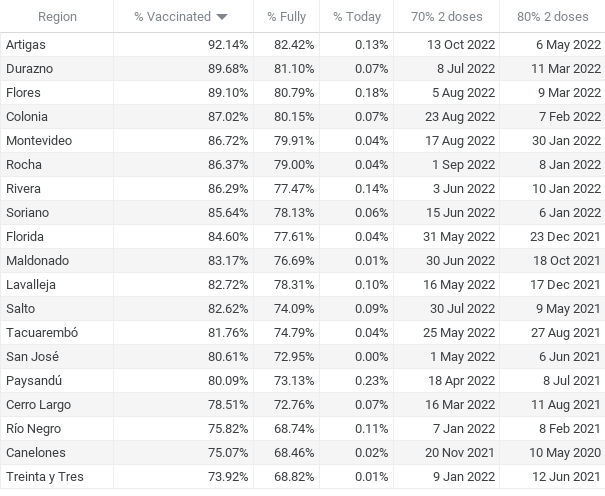 Region % Vaccinated % Fully % Today 70% 2 doses 80% 2 doses
Artigas 92.14% 82.42% 0.13% 13 Oct 2022 6 May 2022
Durazno 89.68% 81.10% 0.07% 8 Jul 2022 11 Mar 2022
Flores 89.10% 80.79% 0.18% 5 Aug 2022 9 Mar 2022
Colonia 87.02% 80.15% 0.07% 23 Aug 2022 7 Feb 2022
Montevideo 86.72% 79.91% 0.04% 17 Aug 2022 30 Jan 2022
Rocha 86.37% 79.00% 0.04% 1 Sep 2022 8 Jan 2022
Rivera 86.29% 77.47% 0.14% 3 Jun 2022 10 Jan 2022
Soriano 85.64% 78.13% 0.06% 15 Jun 2022 6 Jan 2022
Florida 84.60% 77.61% 0.04% 31 May 2022 23 Dec 2021
Maldonado 83.17% 76.69% 0.01% 30 Jun 2022 18 Oct 2021
Lavalleja 82.72% 78.31% 0.10% 16 May 2022 17 Dec 2021
Salto 82.62% 74.09% 0.09% 30 Jul 2022 9 May 2021
Tacuarembó 81.76% 74.79% 0.04% 25 May 2022 27 Aug 2021
San José 80.61% 72.95% 0.00% 1 May 2022 6 Jun 2021
Paysandú 80.09% 73.13% 0.23% 18 Apr 2022 8 Jul 2021
Cerro Largo 78.51% 72.76% 0.07% 16 Mar 2022 11 Aug 2021
Río Negro 75.82% 68.74% 0.11% 7 Jan 2022 8 Feb 2021
Canelones 75.07% 68.46% 0.02% 20 Nov 2021 10 May 2020
Treinta y Tres 73.92% 68.82% 0.01% 9 Jan 2022 12 Jun 2021